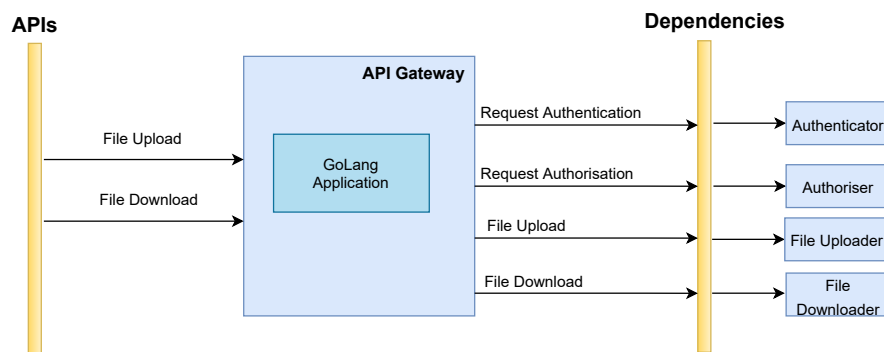 APIs
Dependencies
API Gateway
File Upload
File Download
GoLang
Application
Request Authentication
Request Authorisation
File Upload
File Download
Authenticator
Authoriser
File Uploader
File
Downloader